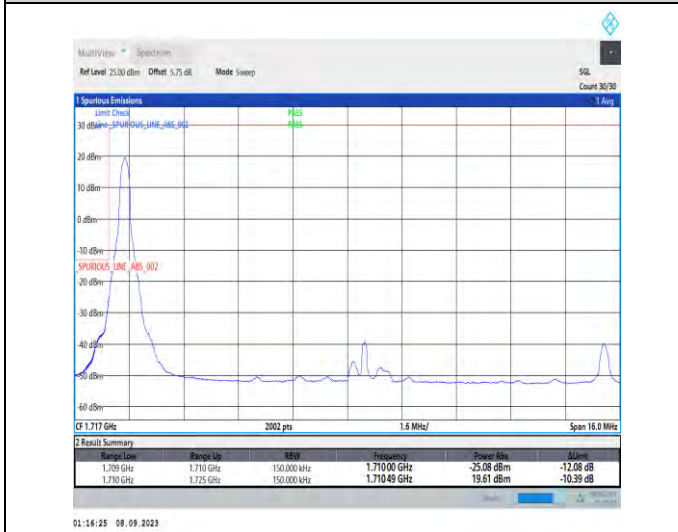 MultiView Spectrum
Ref Level 25.00 dBm Offset 5.75 dB Mode Sweep SGL
Count 30/30
1 Spurious Emissions 1 Avg
Limit Check PASS
30 dBm Line _SPURIOUS_LINE_ABS_002 PASS
20 dBm
10 dBm
0 dBm
-10 dBm
_SPURIOUS_LINE_ABS_002
-20 dBm
-30 dBm
-40 dBm
-50 dBm
-60 dBm
CF 1.717 GHz 2002 pts 1.6 MHz/ Span 16.0 MHz
2 Result Summary
Range Low Range Up RBW Frequency Power Abs ΔLimit
1.709 GHz 1.710 GHz 150.000 kHz 1.71000 GHz -25.08 dBm -12.08 dB
1.710 GHz 1.725 GHz 150.000 kHz 1.71049 GHz 19.61 dBm -10.39 dB
01:16:25 08.09.2023